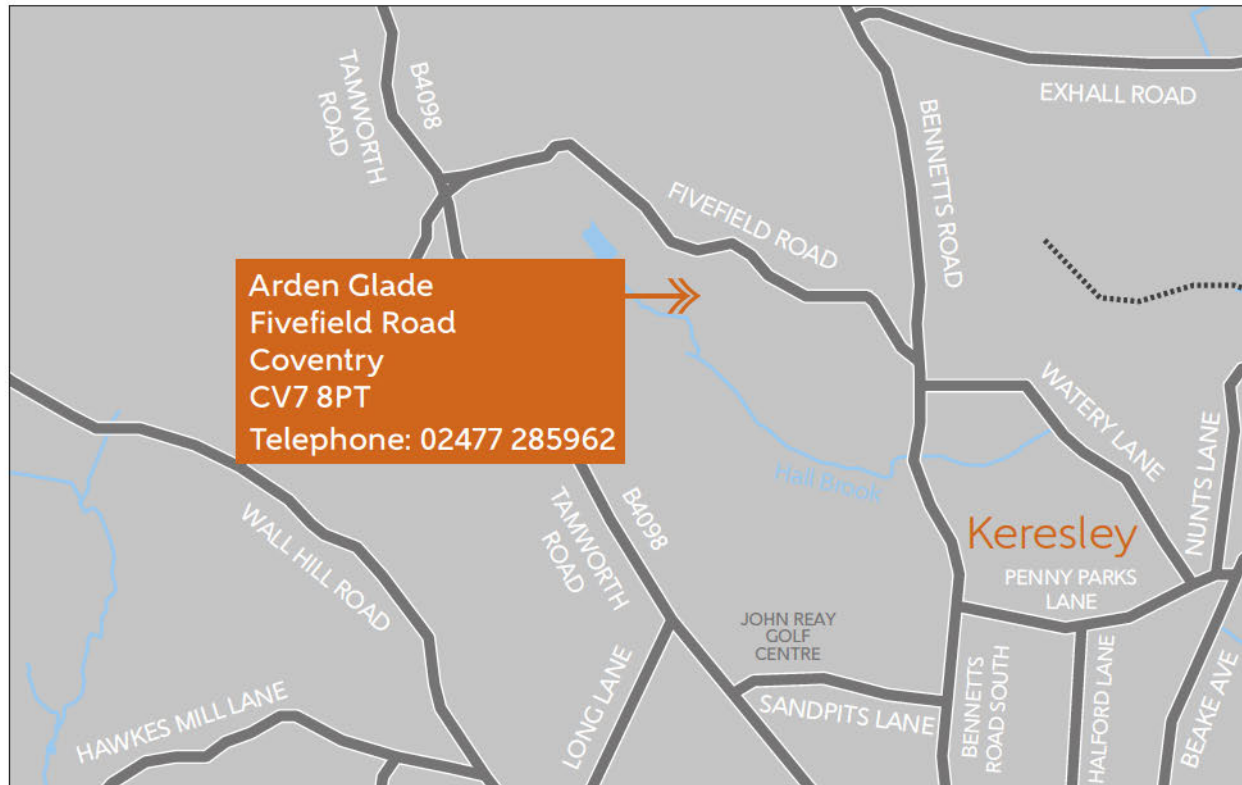 TAMWORTH
ROAD
B4098
EXHALL ROAD
BENNETTS ROAD
FIVEFIELD ROAD
Arden Glade
Fivefield Road
Coventry
CV7 8PT
Telephone: 02477 285962
WATERY LANE
NUNTS LANE
Hall Brook
Keresley
WALL HILL ROAD
TAMWORTH
ROAD
B4098
PENNY PARKS
LANE
JOHN REAY
GOLF
CENTRE
HAWKES MILL LANE
LONG LANE
SANDPITS LANE
BENNETTS
ROAD SOUTH
HALFORD LANE
BEAKE AVE